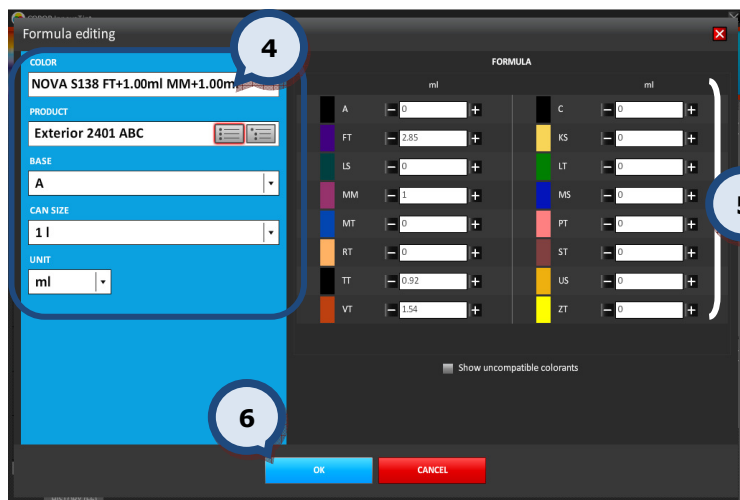 Formula editing
4
COLOR
NOVA S138 FT+1.00ml MM+1.00m
PRODUCT
Exterior 2401 ABC
BASE
A
CAN SIZE
1 l
UNIT
ml
FORMULA
ml ml
A 0 C 0
FT 2.85 KS 0
LS 0 LT 0
MM 1 MS 0
MT 0 PT 0
RT 0 ST 0
TT 0.92 US 0
VT 1.54 ZT 0
5
Show uncompatible colorants
6
OK CANCEL